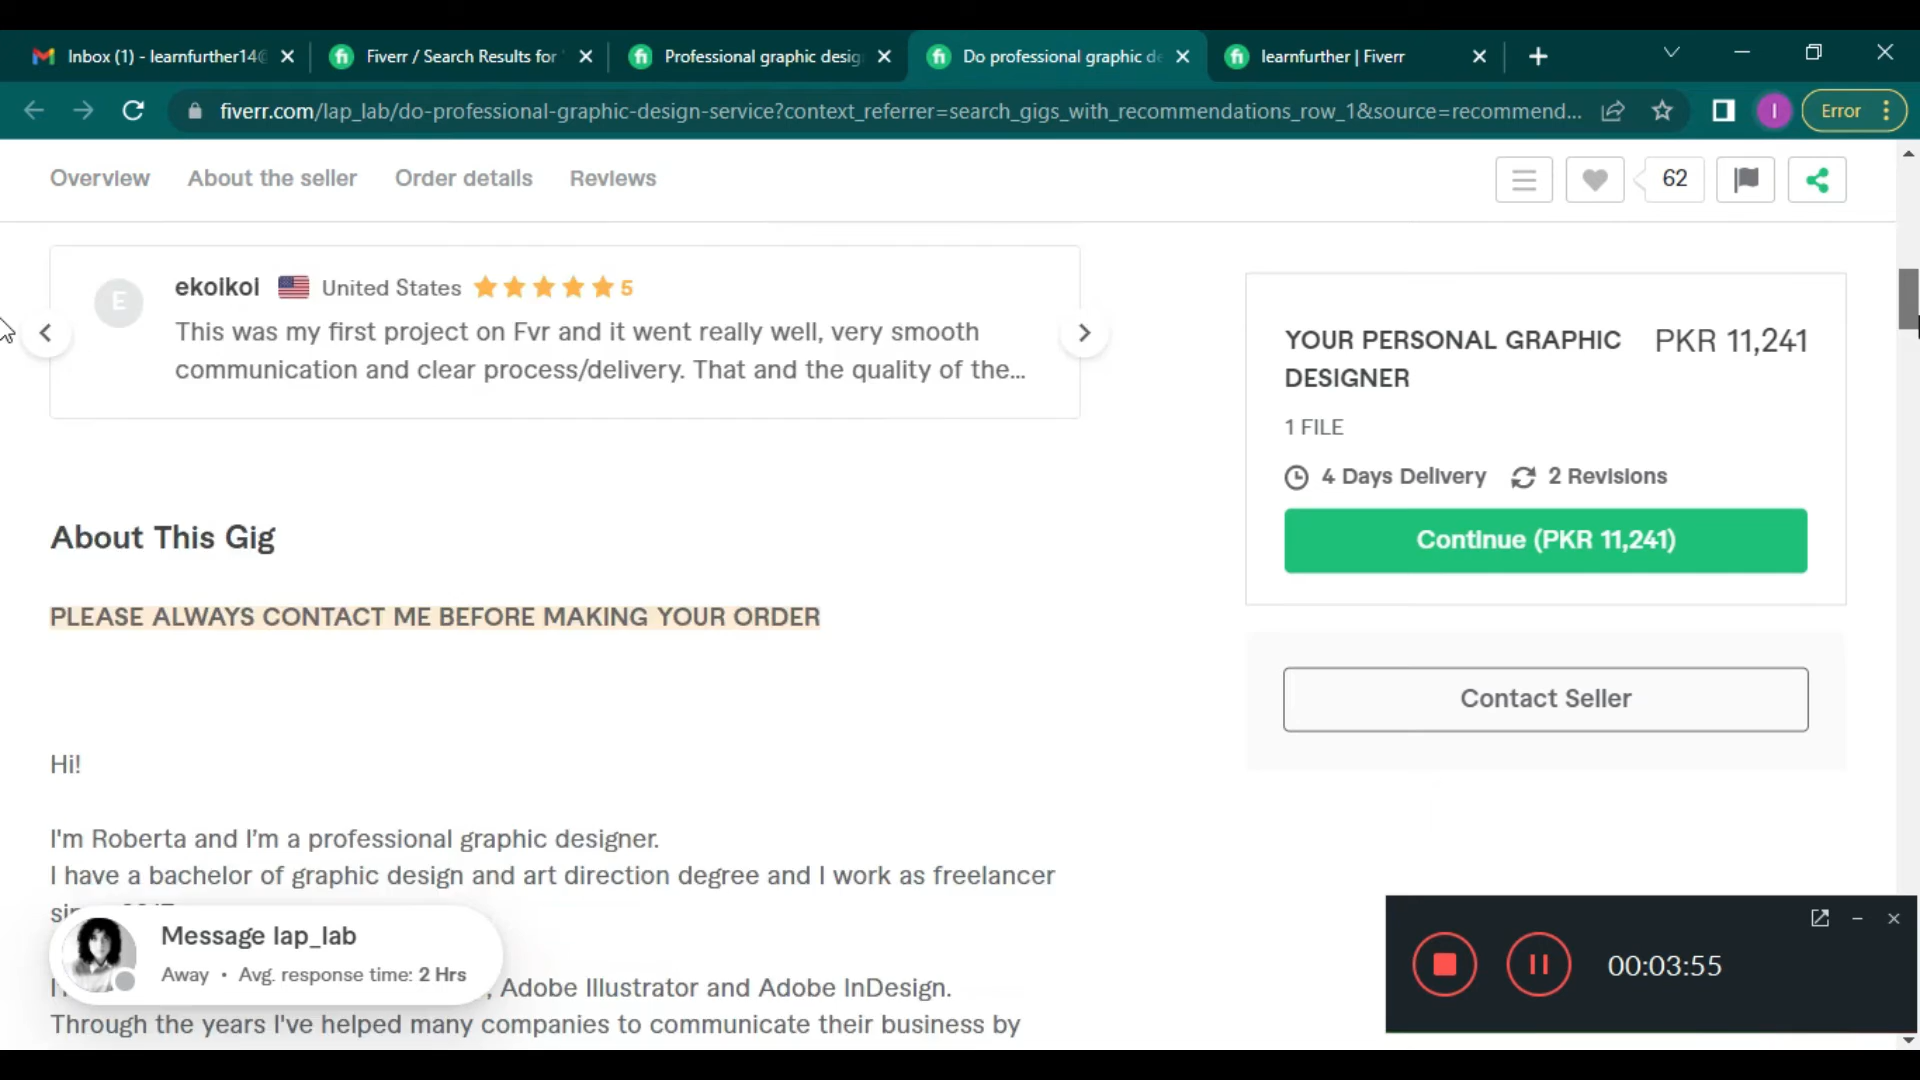 Inbox (1) - learnfurther14@
Fiverr / Search Results for '
Professional graphic desig
Do professional graphic de
learnfurther | Fiverr
fiverr.com/lap_lab/do-professional-graphic-design-service?context_referrer=search_gigs_with_recommendations_row_1&source=recommend...
I
Error
Overview
About the seller
Order details
Reviews
62
E
ekoikoi United States 5
This was my first project on Fvr and it went really well, very smooth
communication and clear process/delivery. That and the quality of the...
YOUR PERSONAL GRAPHIC
DESIGNER
PKR 11,241
1 FILE
4 Days Delivery
2 Revisions
Continue (PKR 11,241)
Contact Seller
About This Gig
PLEASE ALWAYS CONTACT ME BEFORE MAKING YOUR ORDER
Hi!
I'm Roberta and I’m a professional graphic designer.
I have a bachelor of graphic design and art direction degree and I work as freelancer
Message lap_lab
Away • Avg. response time: 2 Hrs
, Adobe Illustrator and Adobe InDesign.
Through the years I've helped many companies to communicate their business by
00:03:55